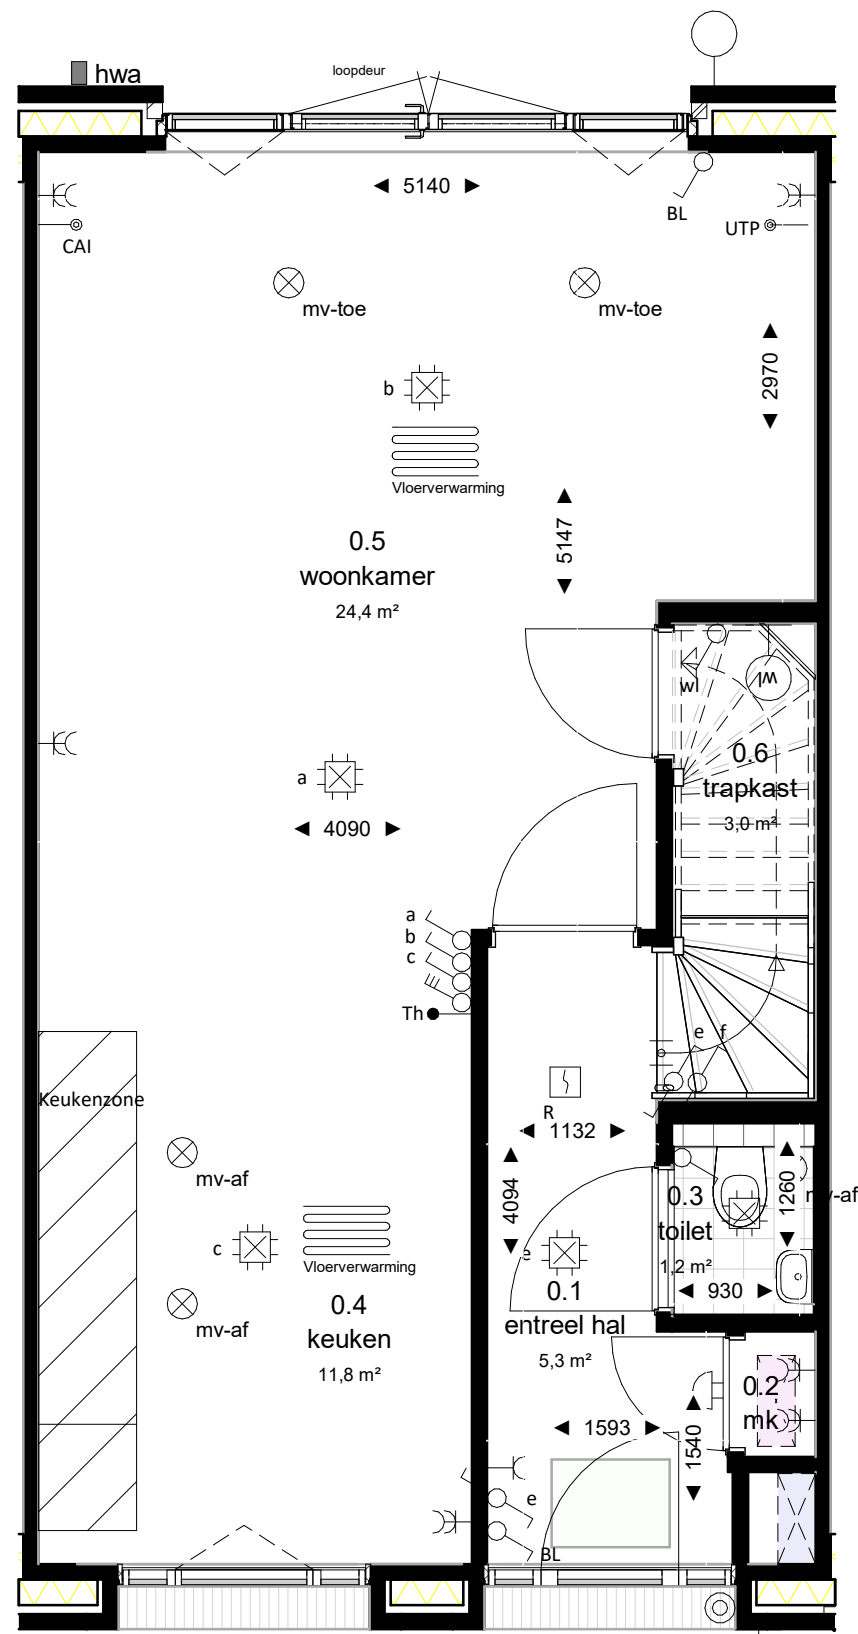 hwa
loopdeur
5140
BL
CAI
UTP
mv-toe
mv-toe
2970
b
Vloerverwarming
5147
0.5
woonkamer
24,4 m²
wl
wl
0.6
trapkast
3,0 m²
a
4090
a
b
c
Th
e f
R
Keukenzone
1132
mv-af
4094
0.3
toilet
1,2 m²
1260
mv-af
930
c
Vloerverwarming
e
0.1
entreel hal
5,3 m²
mv-af
0.4
keuken
11,8 m²
0.2
mk
1593
1540
e
BL